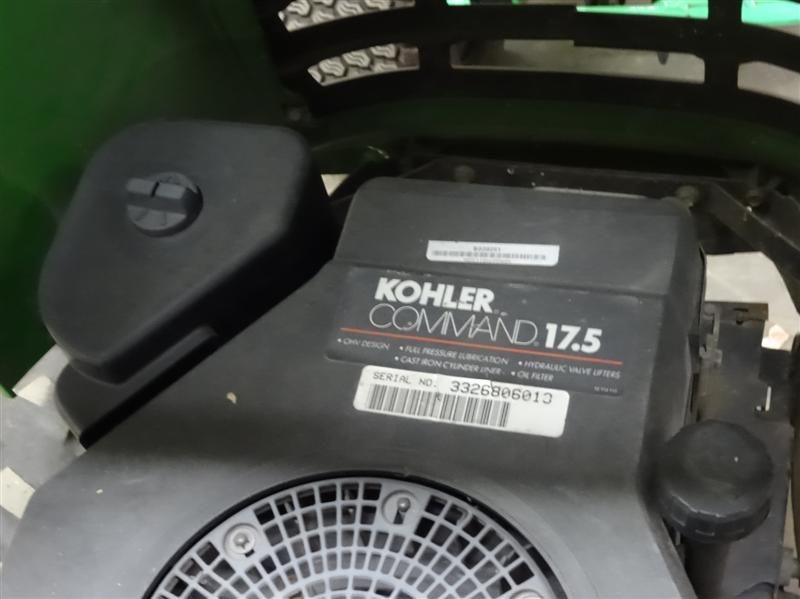 KOHLER
COMMAND 17.5
• OHV DESIGN • FULL PRESSURE LUBRICATION • HYDRAULIC VALVE LIFTERS
• CAST IRON CYLINDER LINER • OIL FILTER
SERIAL NO. 3326806013